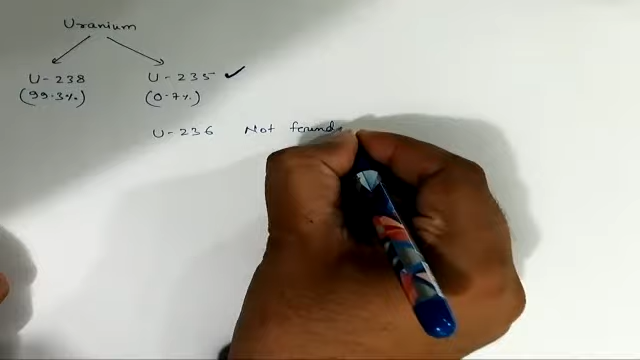 Uranium
U-238 U-235 ✓
(99.3%) (0.7%)
U-236 Not found